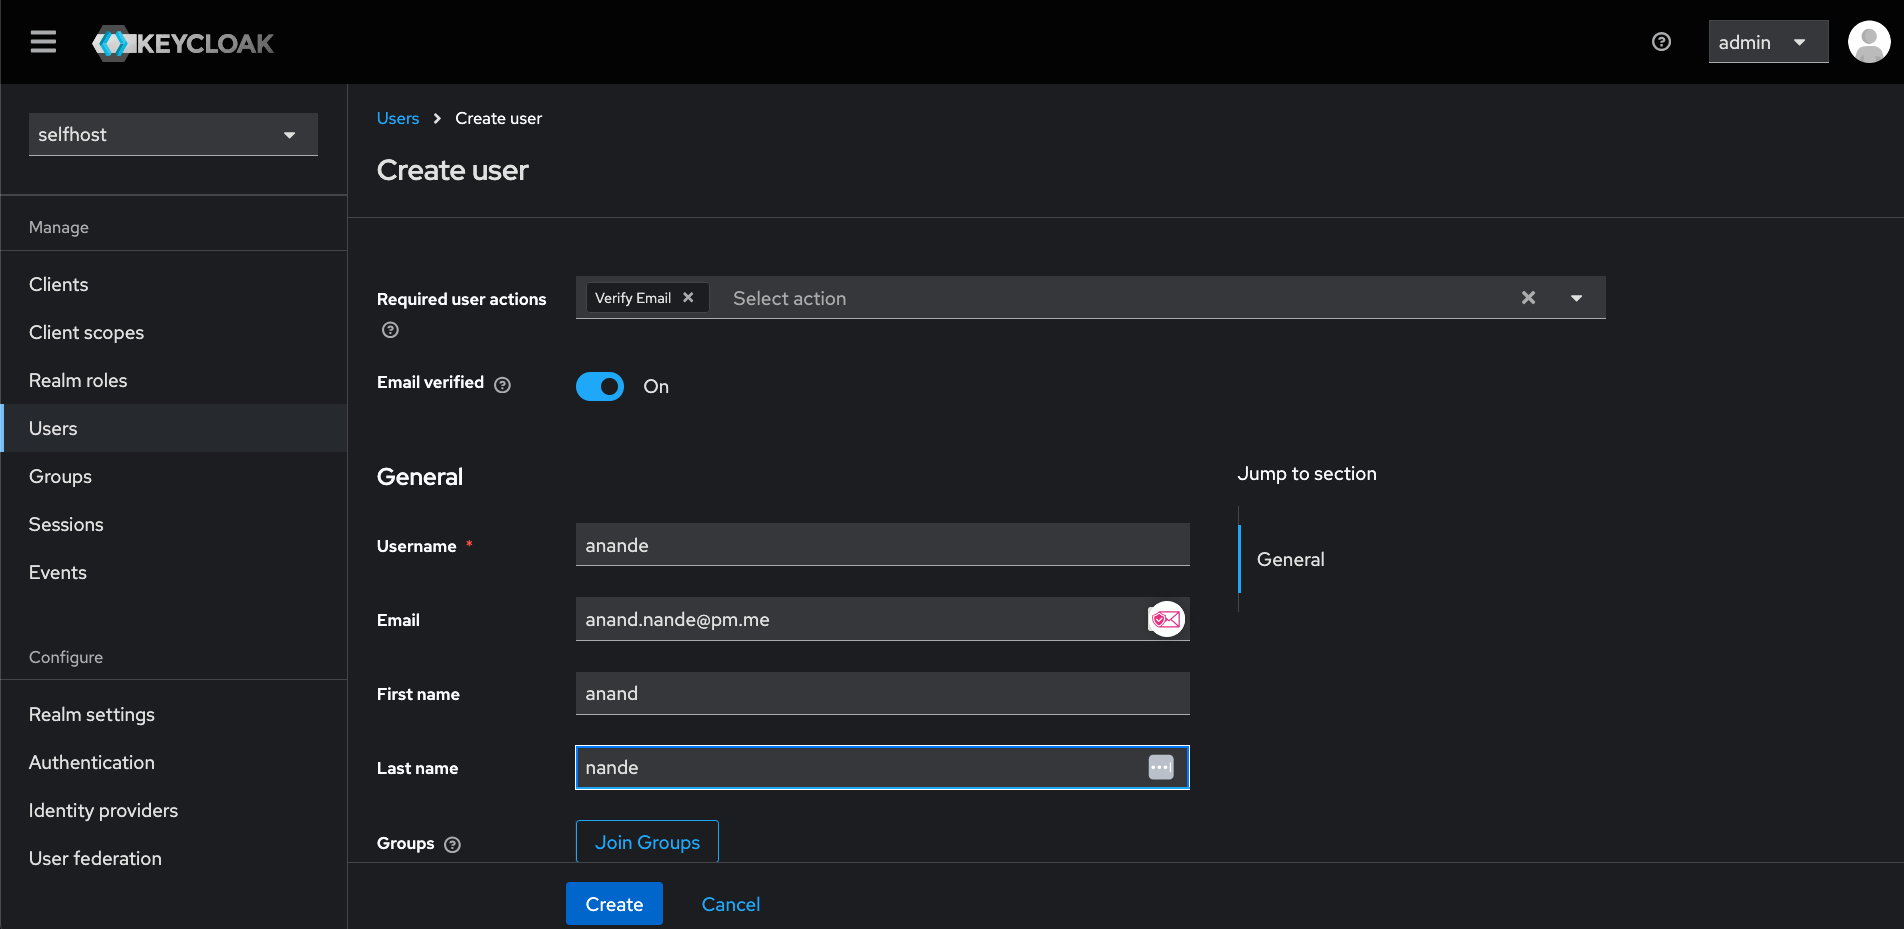 KEYCLOAK
admin
selfhost
Manage
Clients
Client scopes
Realm roles
Users
Groups
Sessions
Events
Configure
Realm settings
Authentication
Identity providers
User federation
Users > Create user
Create user
Required user actions
Verify Email
Select action
Email verified
On
General
Username *
anande
Email
anand.nande@pm.me
First name
anand
Last name
nande
Groups
Join Groups
Create
Cancel
Jump to section
General